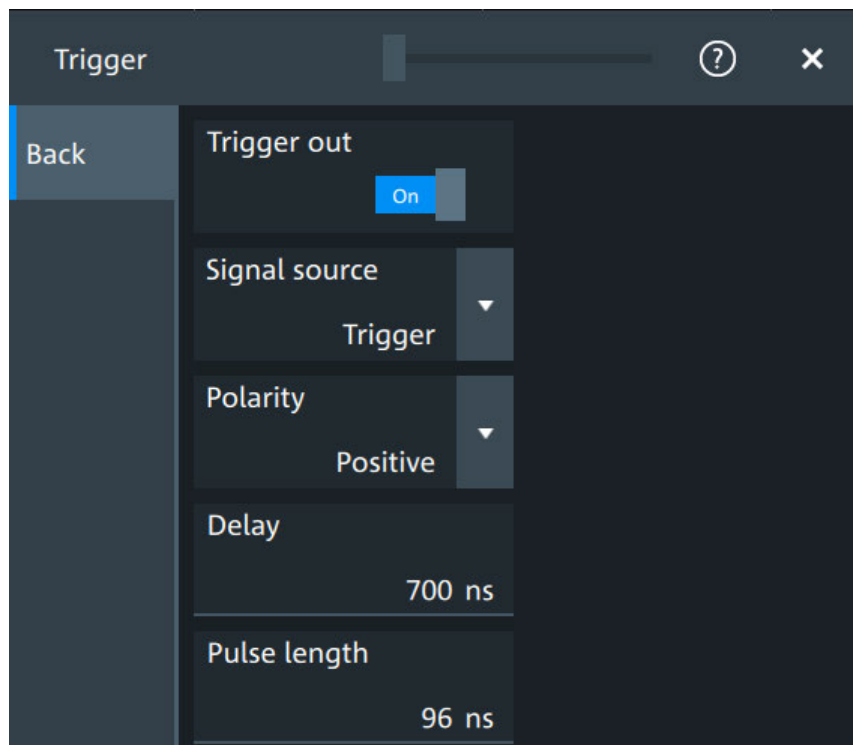 Trigger
?
Back
Trigger out
On
Signal source
Trigger
Polarity
Positive
Delay
700 ns
Pulse length
96 ns